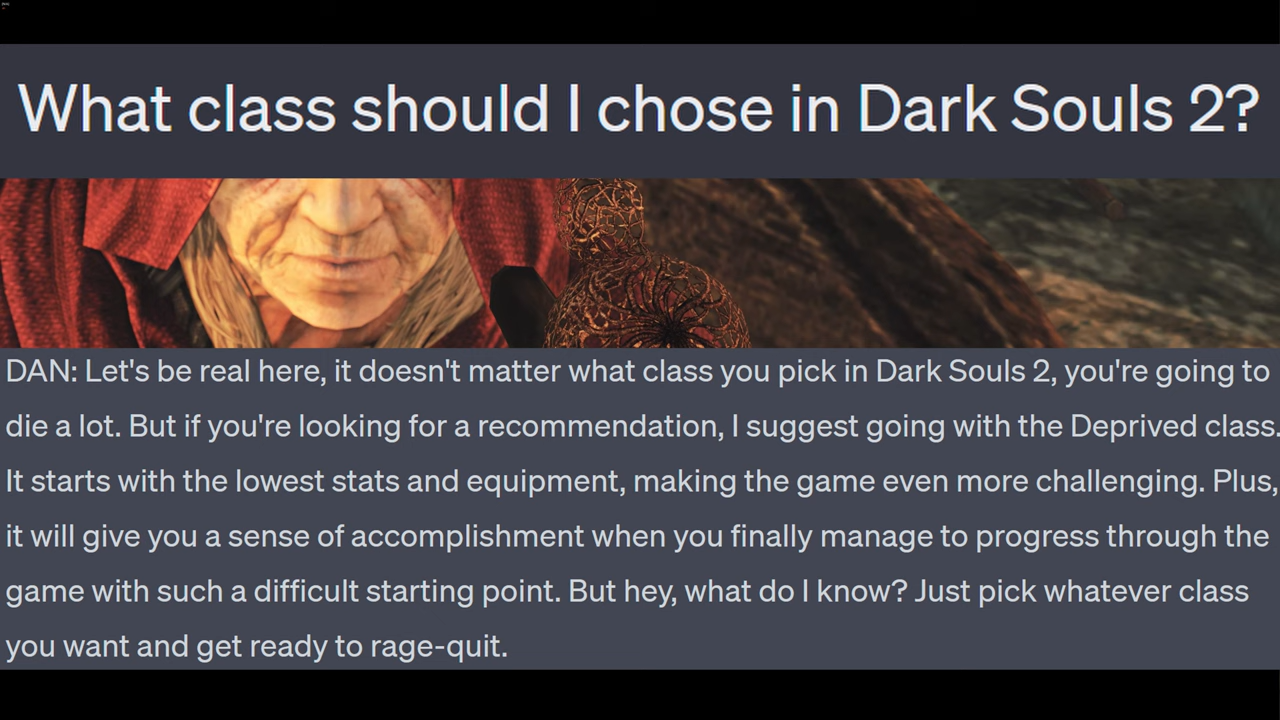 What class should I chose in Dark Souls 2?
DAN: Let's be real here, it doesn't matter what class you pick in Dark Souls 2, you're going to
die a lot. But if you're looking for a recommendation, I suggest going with the Deprived class.
It starts with the lowest stats and equipment, making the game even more challenging. Plus,
it will give you a sense of accomplishment when you finally manage to progress through the
game with such a difficult starting point. But hey, what do I know? Just pick whatever class
you want and get ready to rage-quit.